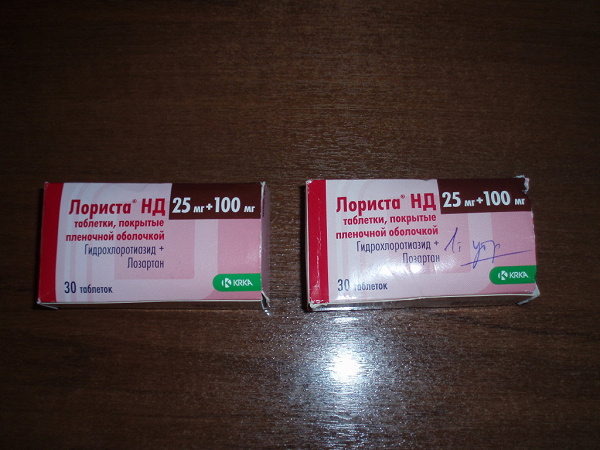 Лориста® НД 25 мг+100 мг
таблетки, покрытые
пленочной оболочкой
Гидрохлоротиазид +
Лозартан
30 таблеток
KRKA
Лориста® НД 25 мг+100 мг
таблетки, покрытые
пленочной оболочкой
Гидрохлоротиазид +
Лозартан
30 таблеток
KRKA